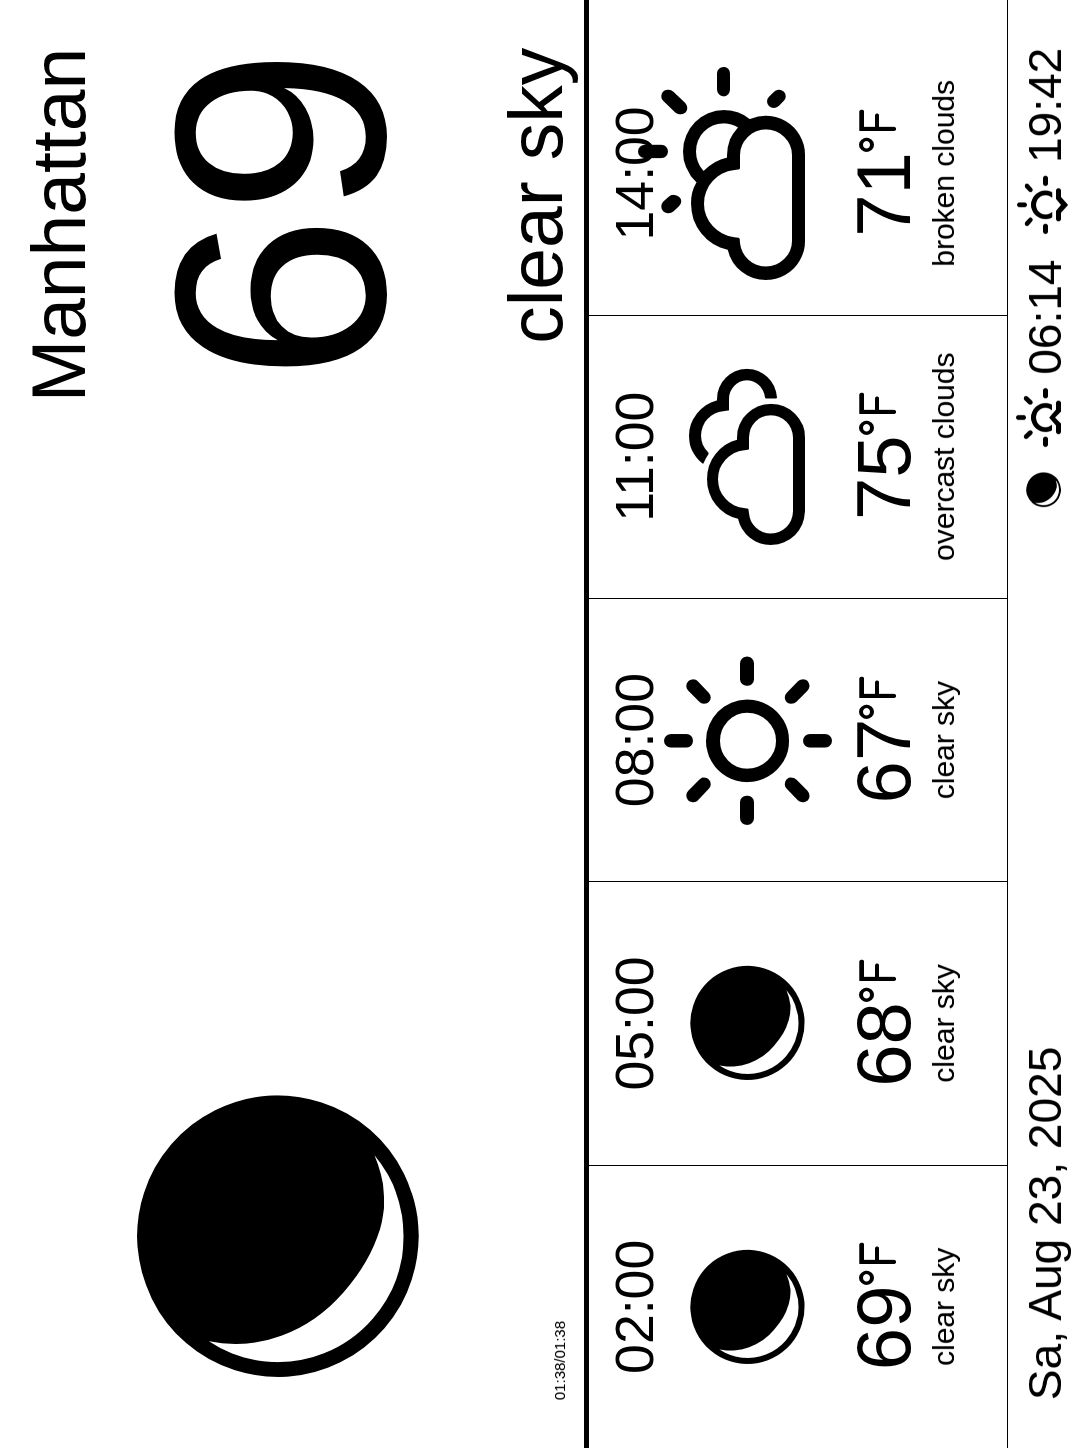 Manhattan
69
clear sky
01:38/01:38
02:00
69°F
clear sky
05:00
68°F
clear sky
08:00
67°F
clear sky
11:00
75°F
overcast clouds
14:00
71°F
broken clouds
Sa, Aug 23, 2025
06:14
19:42